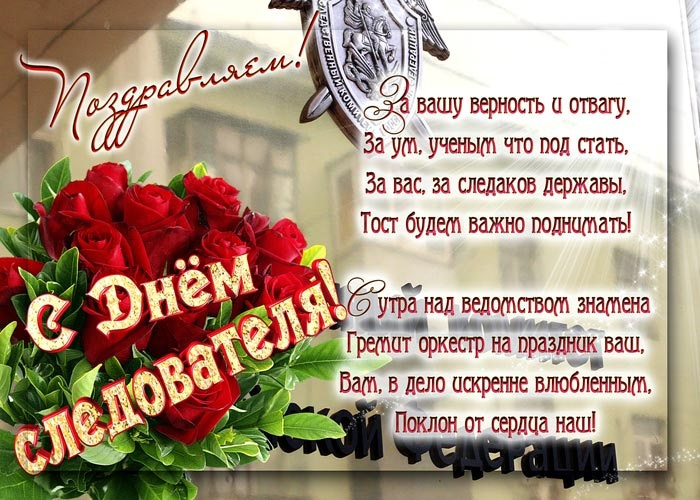 Поздравляем!
СЛЕДСТВЕННЫЙ
За вашу верность и отвагу,
За ум, ученым что под стать,
За вас, за следаков державы,
Тост будем важно поднимать!
С Днём
следователя!
С утра над ведомством знамена
Гремит оркестр на праздник ваш,
Вам, в дело искренне влюбленным,
Поклон от сердца наш!
ской Федерации